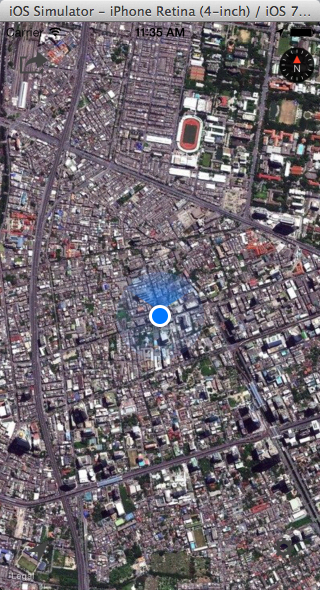 iOS Simulator - iPhone Retina (4-inch) / iOS 7...
Carrier 11:35 AM
N
Legal